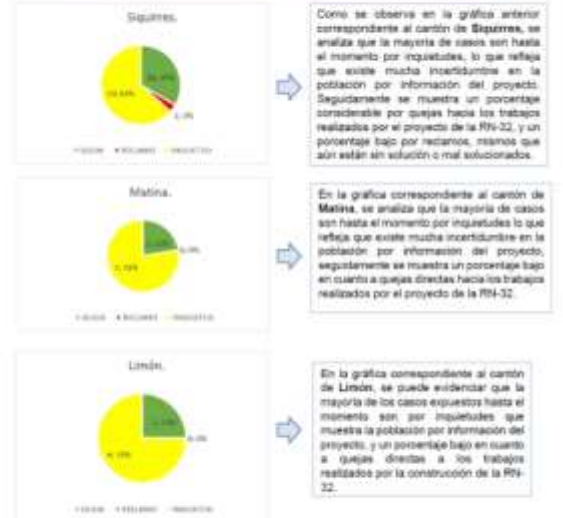 Siquirres.
Como se observa en la gráfica anterior
correspondiente al cantón de Siquirres, se
analiza que la mayoría de casos son hasta
el momento por inquietudes, lo que refleja
que existe mucha incertidumbre en la
población por información del proyecto.
Seguidamente se muestra un porcentaje
considerable por quejas hacia los trabajos
realizados por el proyecto de la RN-32, y un
porcentaje bajo por reclamos, mismos que
aún están sin solución o mal solucionados.
Matina.
En la gráfica correspondiente al cantón de
Matina, se analiza que la mayoría de casos
son hasta el momento por inquietudes lo que
refleja que existe mucha incertidumbre en la
población por información del proyecto,
seguidamente se muestra un porcentaje bajo
en cuanto a quejas directas hacia los trabajos
realizados por el proyecto de la RN-32.
Limón.
En la gráfica correspondiente al cantón
de Limón, se puede evidenciar que la
mayoría de los casos expuestos hasta el
momento son por inquietudes que
muestra la población por información del
proyecto, y un porcentaje bajo en cuanto
a quejas directas a los trabajos
realizados por la construcción de la RN-
32.